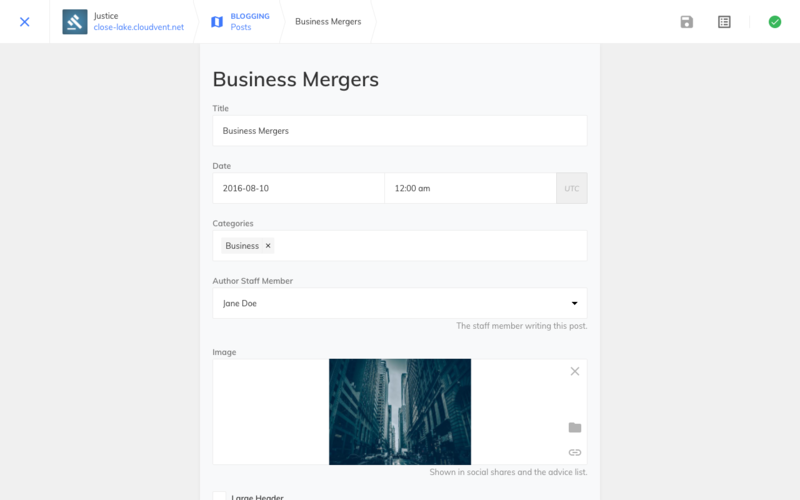 Justice
close-lake.cloudvent.net
BLOGGING
Posts
Business Mergers
Business Mergers
Title
Business Mergers
Date
2016-08-10
12:00 am
UTC
Categories
Business ×
Author Staff Member
Jane Doe
The staff member writing this post.
Image
Shown in social shares and the advice list.
Large Header